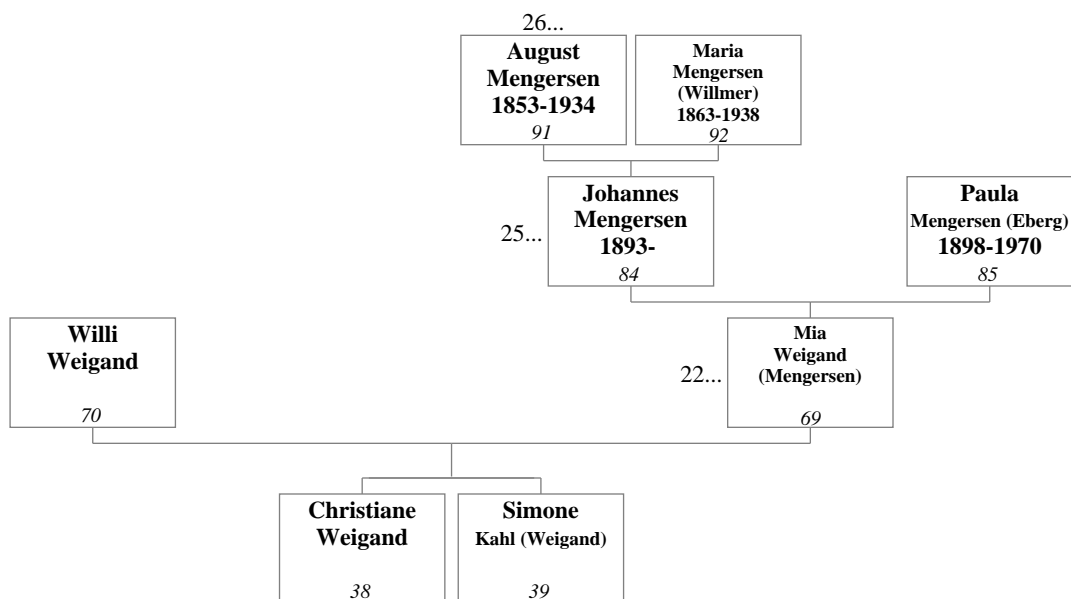 26...
August
Mengersen
1853-1934
91
Maria
Mengersen
(Willmer)
1863-1938
92
25...
Johannes
Mengersen
1893-
84
Paula
Mengersen (Eberg)
1898-1970
85
Willi
Weigand
70
22...
Mia
Weigand
(Mengersen)
69
Christiane
Weigand
38
Simone
Kahl (Weigand)
39